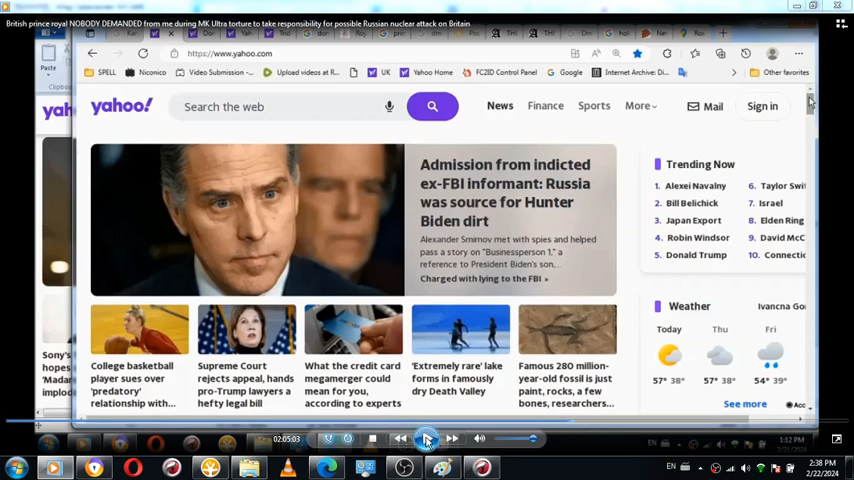 British prince royal NOBODY DEMANDED from me during MK Ultra torture to take responsibility for possible Russian nuclear attack on Britain
Paste
https://www.yahoo.com
SPELL Niconico Video Submission -... Upload videos at R... UK Yahoo Home FC2ID Control Panel Google Internet Archive: Di... Other favorites
yahoo!
Search the web
News Finance Sports More Mail Sign in
Admission from indicted
ex-FBI informant: Russia
was source for Hunter
Biden dirt
Alexander Smirnov met with spies and helped
pass a story on "Businessperson 1," a
reference to President Biden's son,...
Charged with lying to the FBI »
Trending Now
1. Alexei Navalny 6. Taylor Swif
2. Bill Belichick 7. Israel
3. Japan Export 8. Elden Ring
4. Robin Windsor 9. David McC
5. Donald Trump 10. Connectic
College basketball
player sues over
'predatory'
relationship with...
Supreme Court
rejects appeal, hands
pro-Trump lawyers a
hefty legal bill
What the credit card
megamerger could
mean for you,
according to experts
'Extremely rare' lake
forms in famously
dry Death Valley
Famous 280 million-
year-old fossil is just
paint, rocks, a few
bones, researchers...
Weather Ivancna Gor
Today Thu Fri
57° 38° 57° 38° 54° 39°
See more
Sony's
hopes
'Madar
imploc
02:05:03
EN 1:12 PM
2/21/2024
EN 2:38 PM
2/22/2024